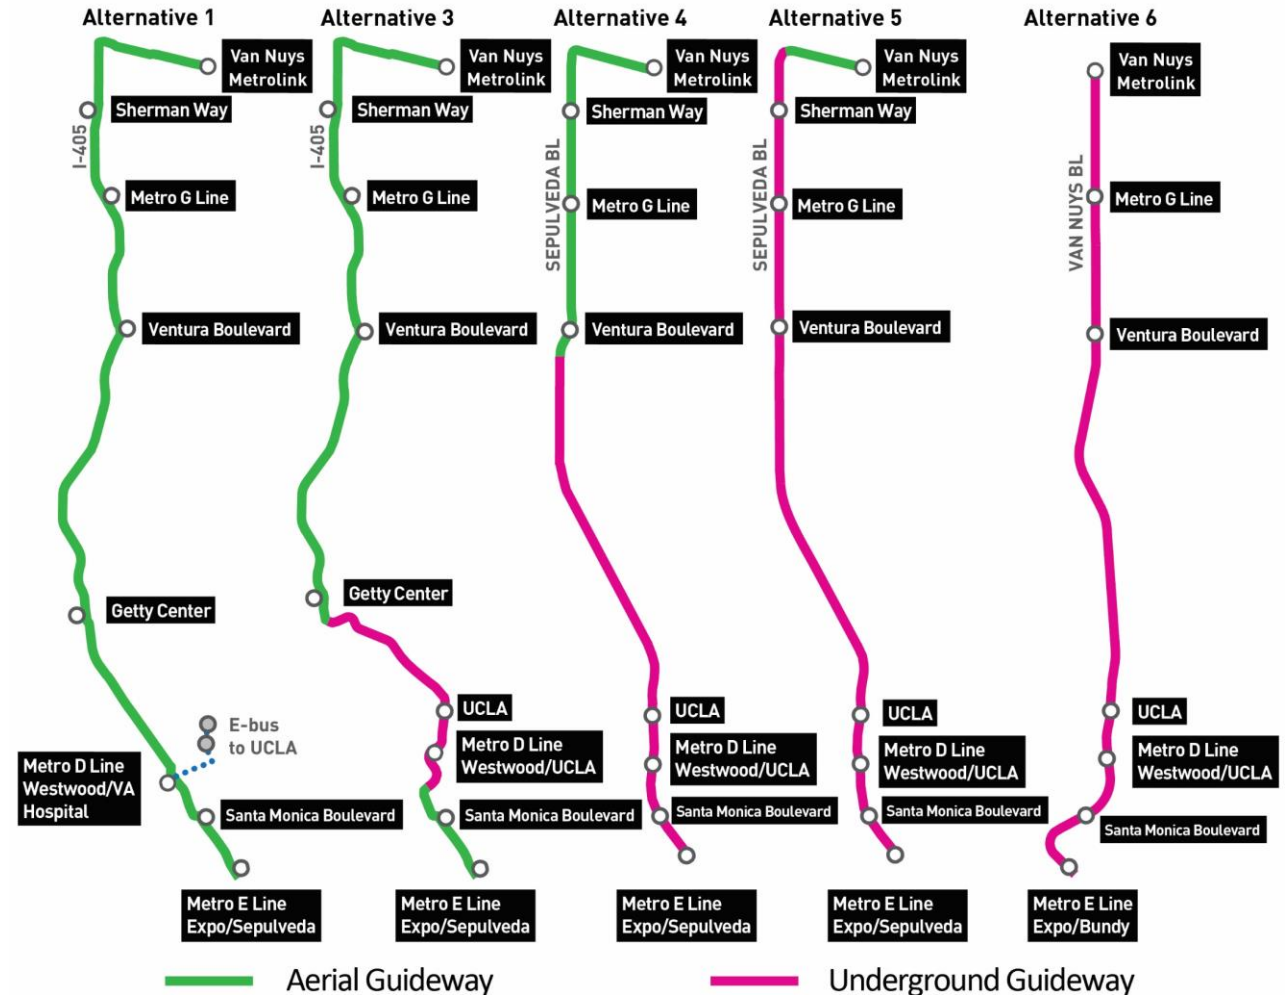 Alternative 1
Van Nuys
Metrolink
Sherman Way
I-405
Metro G Line
Ventura Boulevard
Getty Center
E-bus
to UCLA
Metro D Line
Westwood/VA
Hospital
Santa Monica Boulevard
Metro E Line
Expo/Sepulveda
Alternative 3
Van Nuys
Metrolink
Sherman Way
I-405
Metro G Line
Ventura Boulevard
Getty Center
UCLA
Metro D Line
Westwood/UCLA
Santa Monica Boulevard
Metro E Line
Expo/Sepulveda
Alternative 4
Van Nuys
Metrolink
Sherman Way
SEPULVEDA BL
Metro G Line
Ventura Boulevard
UCLA
Metro D Line
Westwood/UCLA
Santa Monica Boulevard
Metro E Line
Expo/Sepulveda
Alternative 5
Van Nuys
Metrolink
Sherman Way
SEPULVEDA BL
Metro G Line
Ventura Boulevard
UCLA
Metro D Line
Westwood/UCLA
Santa Monica Boulevard
Metro E Line
Expo/Sepulveda
Alternative 6
Van Nuys
Metrolink
VAN NUYS BL
Metro G Line
Ventura Boulevard
UCLA
Metro D Line
Westwood/UCLA
Santa Monica Boulevard
Metro E Line
Expo/Bundy
Aerial Guideway
Underground Guideway